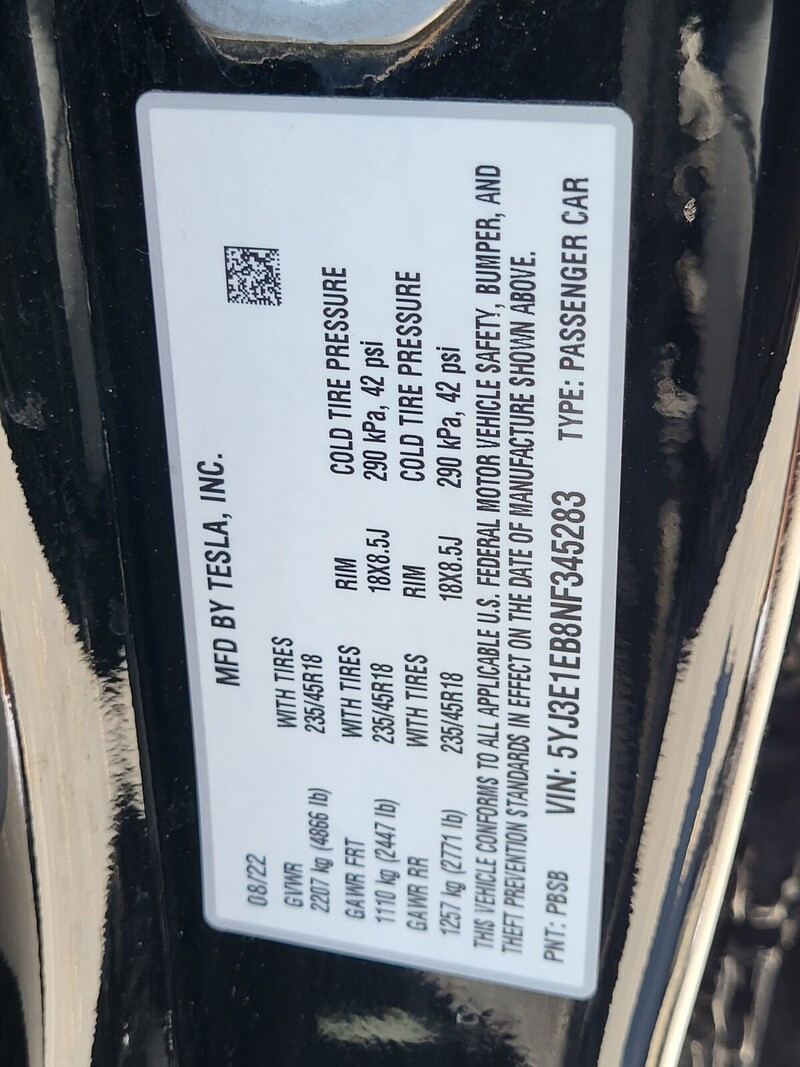 MFD BY TESLA, INC.
08/22
GVWR WITH TIRES
2207 kg (4866 lb) 235/45R18
GAWR FRT WITH TIRES RIM COLD TIRE PRESSURE
1110 kg (2447 lb) 235/45R18 18X8.5J 290 kPa, 42 psi
GAWR RR WITH TIRES RIM COLD TIRE PRESSURE
1257 kg (2771 lb) 235/45R18 18X8.5J 290 kPa, 42 psi
THIS VEHICLE CONFORMS TO ALL APPLICABLE U.S. FEDERAL MOTOR VEHICLE SAFETY, BUMPER, AND
THEFT PREVENTION STANDARDS IN EFFECT ON THE DATE OF MANUFACTURE SHOWN ABOVE.
PNT: PBSB VIN: 5YJ3E1EB8NF345283 TYPE: PASSENGER CAR